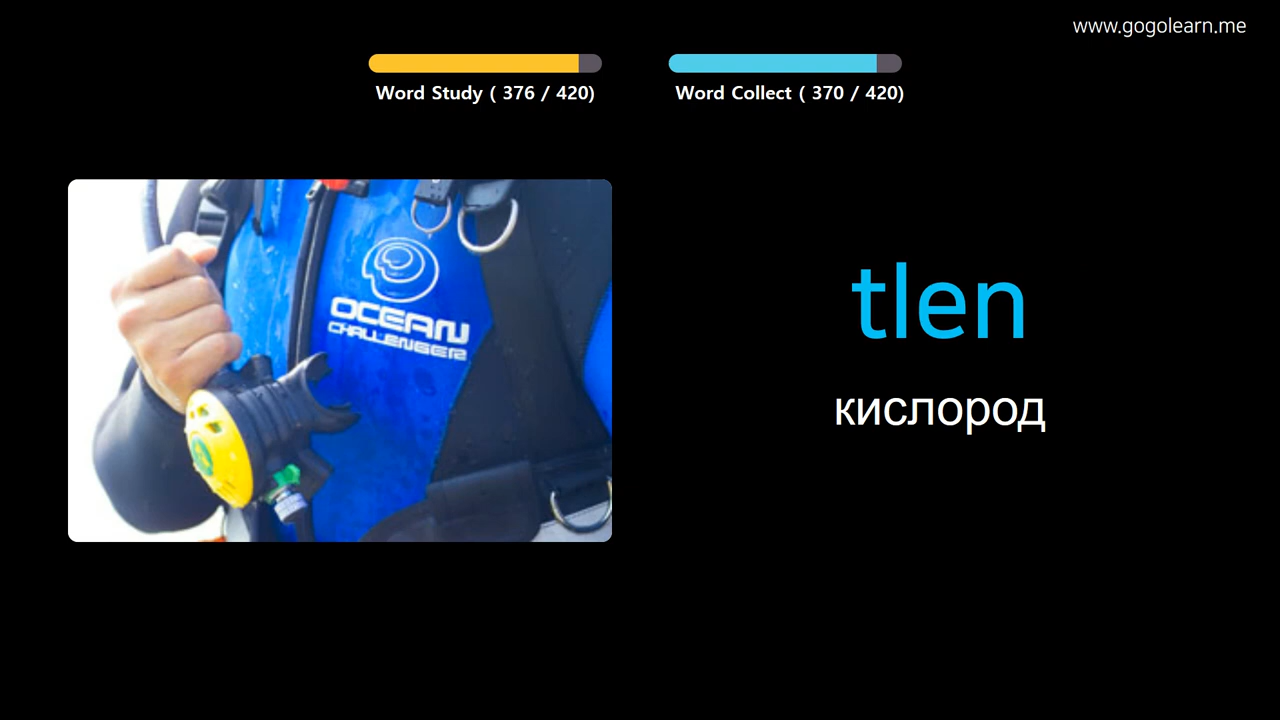 www.gogolearn.me
Word Study ( 376 / 420)
Word Collect ( 370 / 420)
OCEAN
CHALLENGER
tlen
кислород